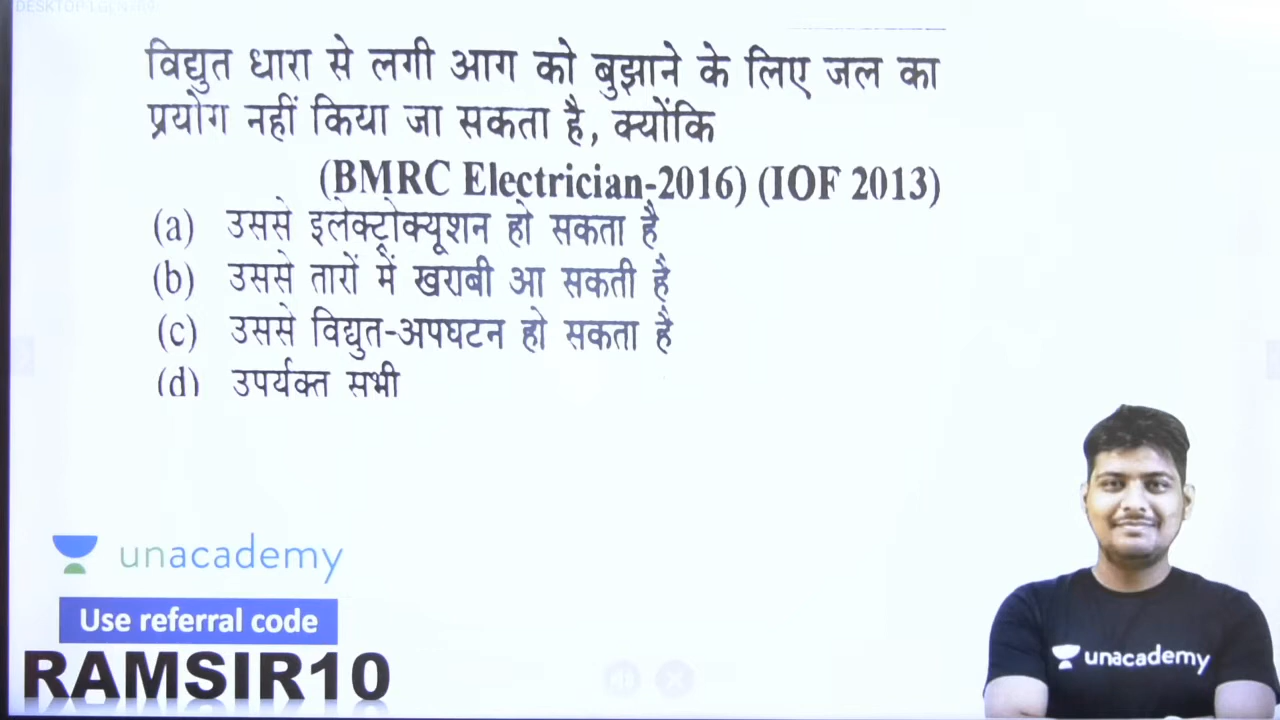 विद्युत धारा से लगी आग को बुझाने के लिए जल का
प्रयोग नहीं किया जा सकता है, क्योंकि
(BMRC Electrician-2016) (IOF 2013)
(a) उससे इलेक्ट्रोक्यूशन हो सकता है
(b) उससे तारों में खराबी आ सकती है
(c) उससे विद्युत-अपघटन हो सकता है
(d) उपर्यक्त सभी
unacademy
Use referral code
RAMSIR10
unacademy